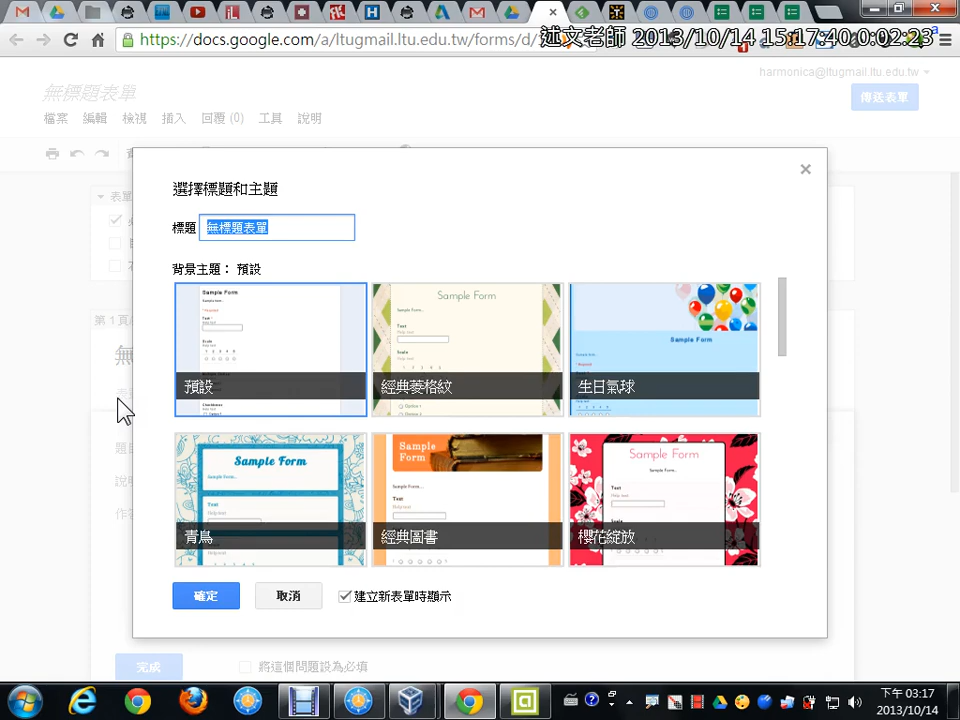 https://docs.google.com/a/ltugmail.ltu.edu.tw/forms/d/
述文老師 2013/10/14 15:17:40 0:02:23
harmonica@ltugmail.ltu.edu.tw
無標題表單
傳送表單
檔案 編輯 檢視 插入 回覆 (0) 工具 說明
選擇標題和主題
標題 無標題表單
背景主題： 預設
Sample Form
Sample Form
Sample Form
預設
經典菱格紋
生日氣球
Sample Form
Sample Form
Sample Form
青鳥
經典圖書
櫻花綻放
確定 取消 建立新表單時顯示
完成 將這個問題設為必填
下午 03:17
2013/10/14